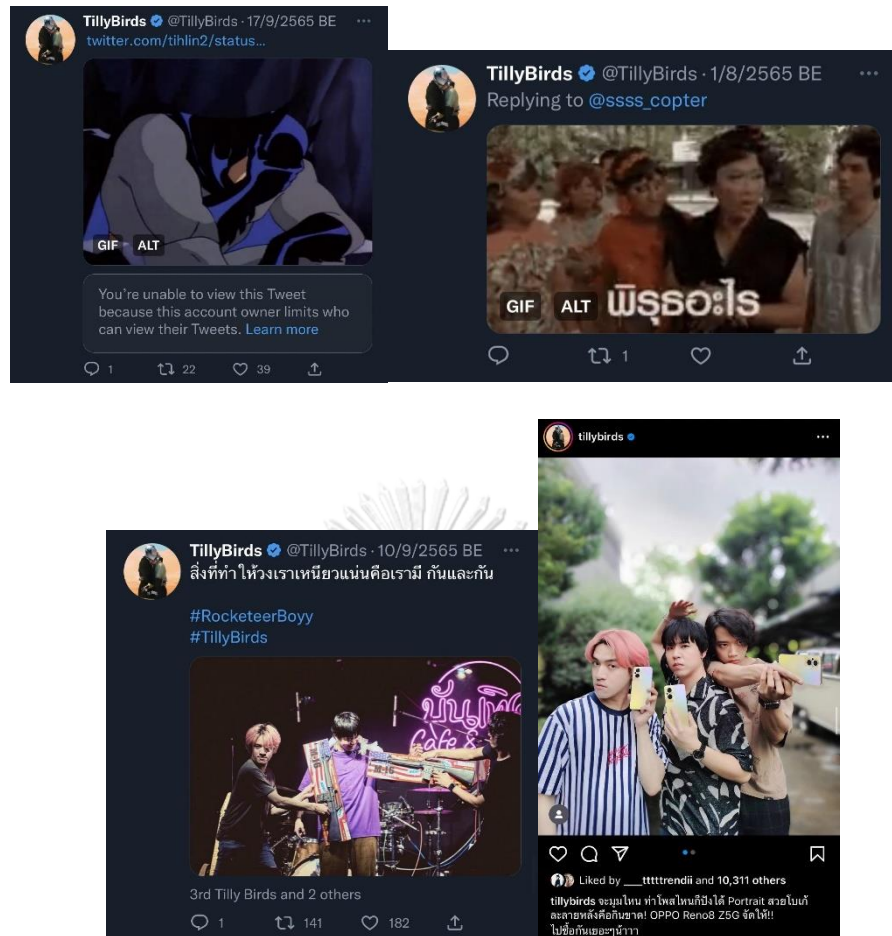 TillyBirds @TillyBirds · 17/9/2565 BE
twitter.com/tihlin2/status...
GIF ALT
You're unable to view this Tweet
because this account owner limits who
can view their Tweets. Learn more
1 22 39
TillyBirds @TillyBirds · 1/8/2565 BE
Replying to @ssss_copter
GIF ALT พิรุธอะไร
1
TillyBirds @TillyBirds · 10/9/2565 BE
สิ่งที่ทำให้วงเราเหนียวแน่นคือเรามี กันและกัน
#RocketeerBoyy
#TillyBirds
M-16
บันเทิง
Cafe &
3rd Tilly Birds and 2 others
1 141 182
tillybirds
Liked by ___tttttrendii and 10,311 others
tillybirds จะมุมไหน ท่าโพสไหนก็ปังได้ Portrait สวยโบเก้
ละลายหลังคือกินขาด! OPPO Reno8 Z5G จัดให้!!
ไปซื้อกันเยอะๆน้าาา